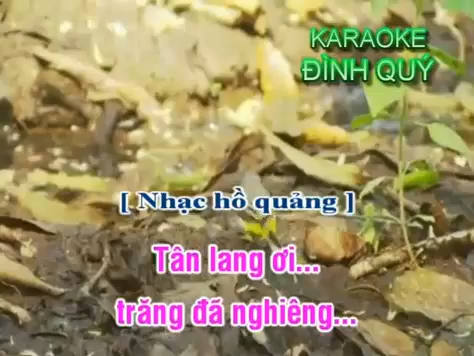 KARAOKE
ĐÌNH QUÝ
[ Nhạc hồ quảng ]
Tân lang ơi...
trăng đã nghiêng...